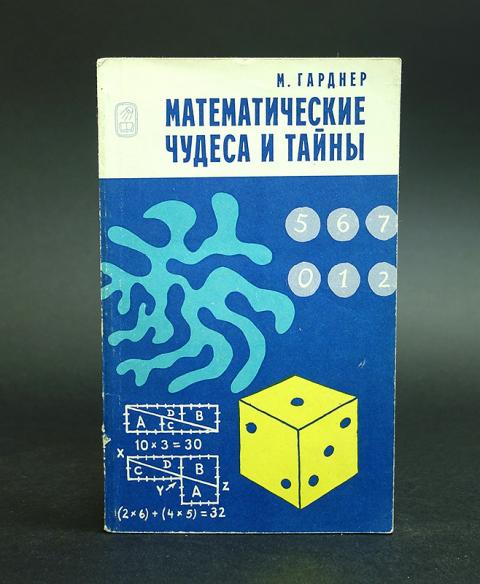 М. ГАРДНЕР
МАТЕМАТИЧЕСКИЕ
ЧУДЕСА И ТАЙНЫ
5 6 7
0 1 2
A D C B
10×3=30
X
C D B
Y A Z
(2×6)+(4×5)=32